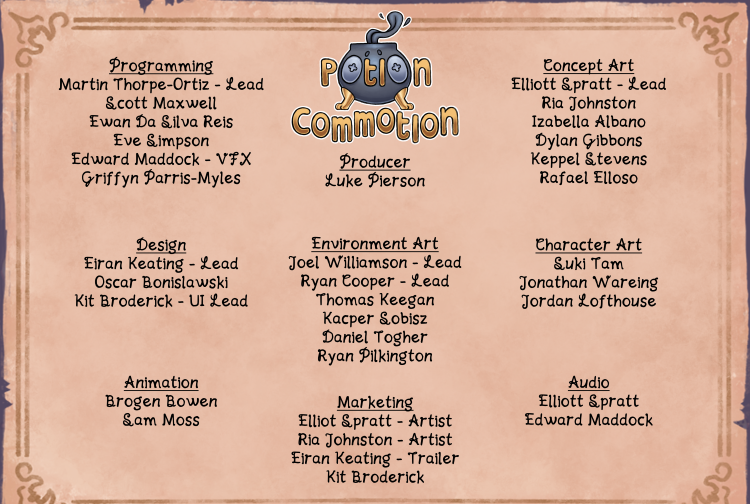 Potion
Commotion
Programming
Martin Thorpe-Ortiz - Lead
Scott Maxwell
Ewan Da Silva Reis
Eve Simpson
Edward Maddock - VFX
Griffyn Parris-Myles
Producer
Luke Pierson
Concept Art
Elliott Spratt - Lead
Ria Johnston
Izabella Albano
Dylan Gibbons
Keppel Stevens
Rafael Elloso
Design
Eiran Keating - Lead
Oscar Bonislawski
Kit Broderick - UI Lead
Environment Art
Joel Williamson - Lead
Ryan Cooper - Lead
Thomas Keegan
Kacper Sobisz
Daniel Togher
Ryan Pilkington
Character Art
Suki Tam
Jonathan Wareing
Jordan Lofthouse
Animation
Brogen Bowen
Sam Moss
Marketing
Elliot Spratt - Artist
Ria Johnston - Artist
Eiran Keating - Trailer
Kit Broderick
Audio
Elliott Spratt
Edward Maddock